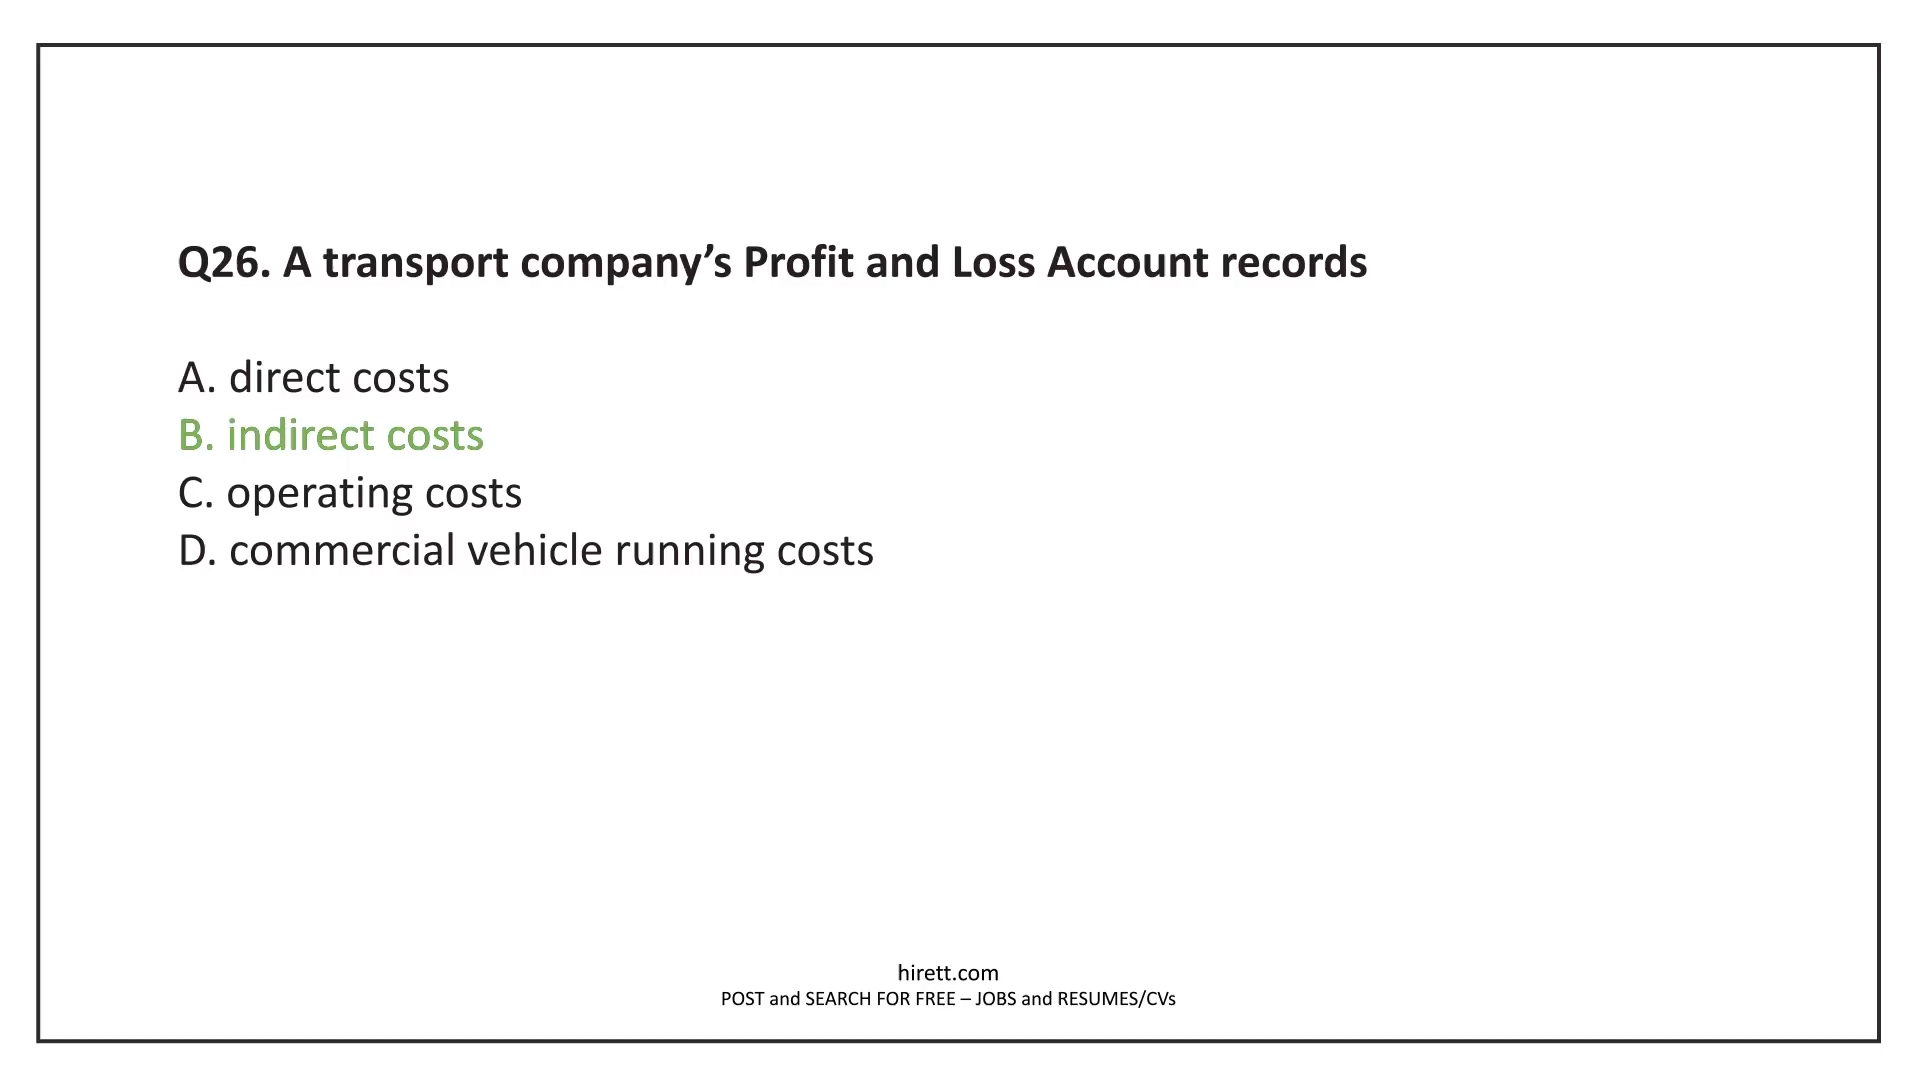 Q26. A transport company’s Profit and Loss Account records
A. direct costs
B. indirect costs
C. operating costs
D. commercial vehicle running costs
hirett.com
POST and SEARCH FOR FREE – JOBS and RESUMES/CVs